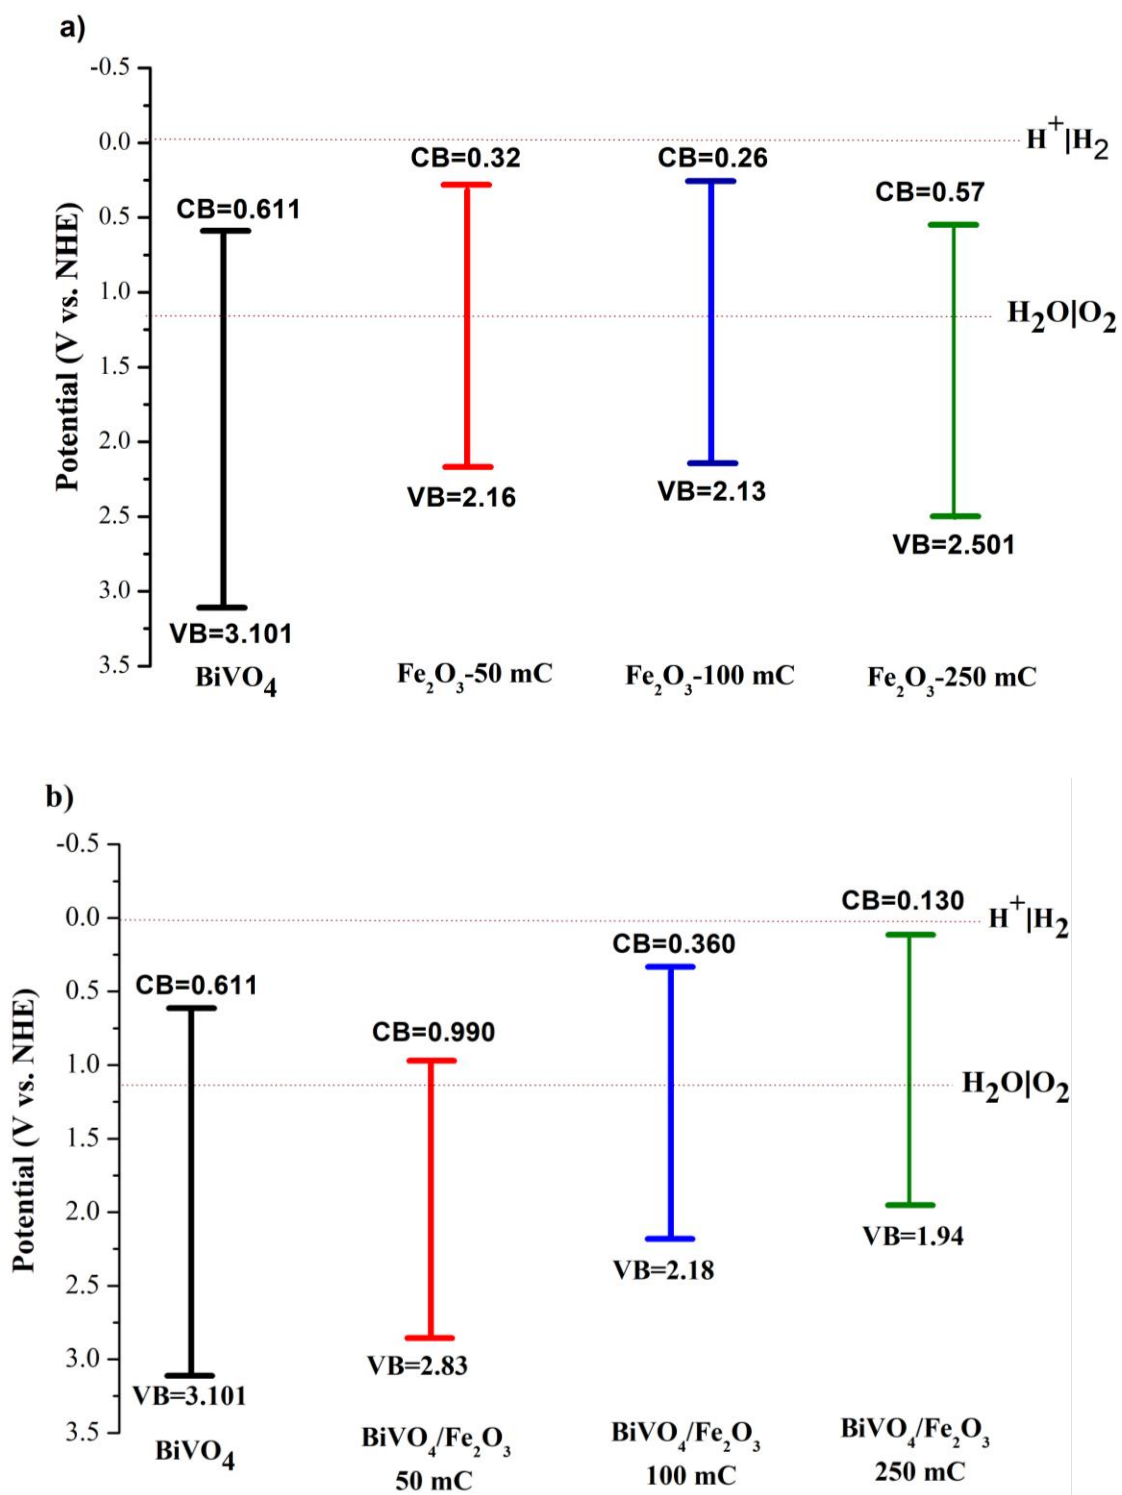 a)
-0.5
0.0
0.5
1.0
1.5
2.0
2.5
3.0
3.5
Potential (V vs. NHE)
H⁺|H₂
H₂O|O₂
CB=0.611
CB=0.32
CB=0.26
CB=0.57
VB=3.101
VB=2.16
VB=2.13
VB=2.501
BiVO₄
Fe₂O₃-50 mC
Fe₂O₃-100 mC
Fe₂O₃-250 mC
b)
-0.5
0.0
0.5
1.0
1.5
2.0
2.5
3.0
3.5
Potential (V vs. NHE)
H⁺|H₂
H₂O|O₂
CB=0.611
CB=0.990
CB=0.360
CB=0.130
VB=3.101
VB=2.83
VB=2.18
VB=1.94
BiVO₄
BiVO₄/Fe₂O₃
50 mC
BiVO₄/Fe₂O₃
100 mC
BiVO₄/Fe₂O₃
250 mC